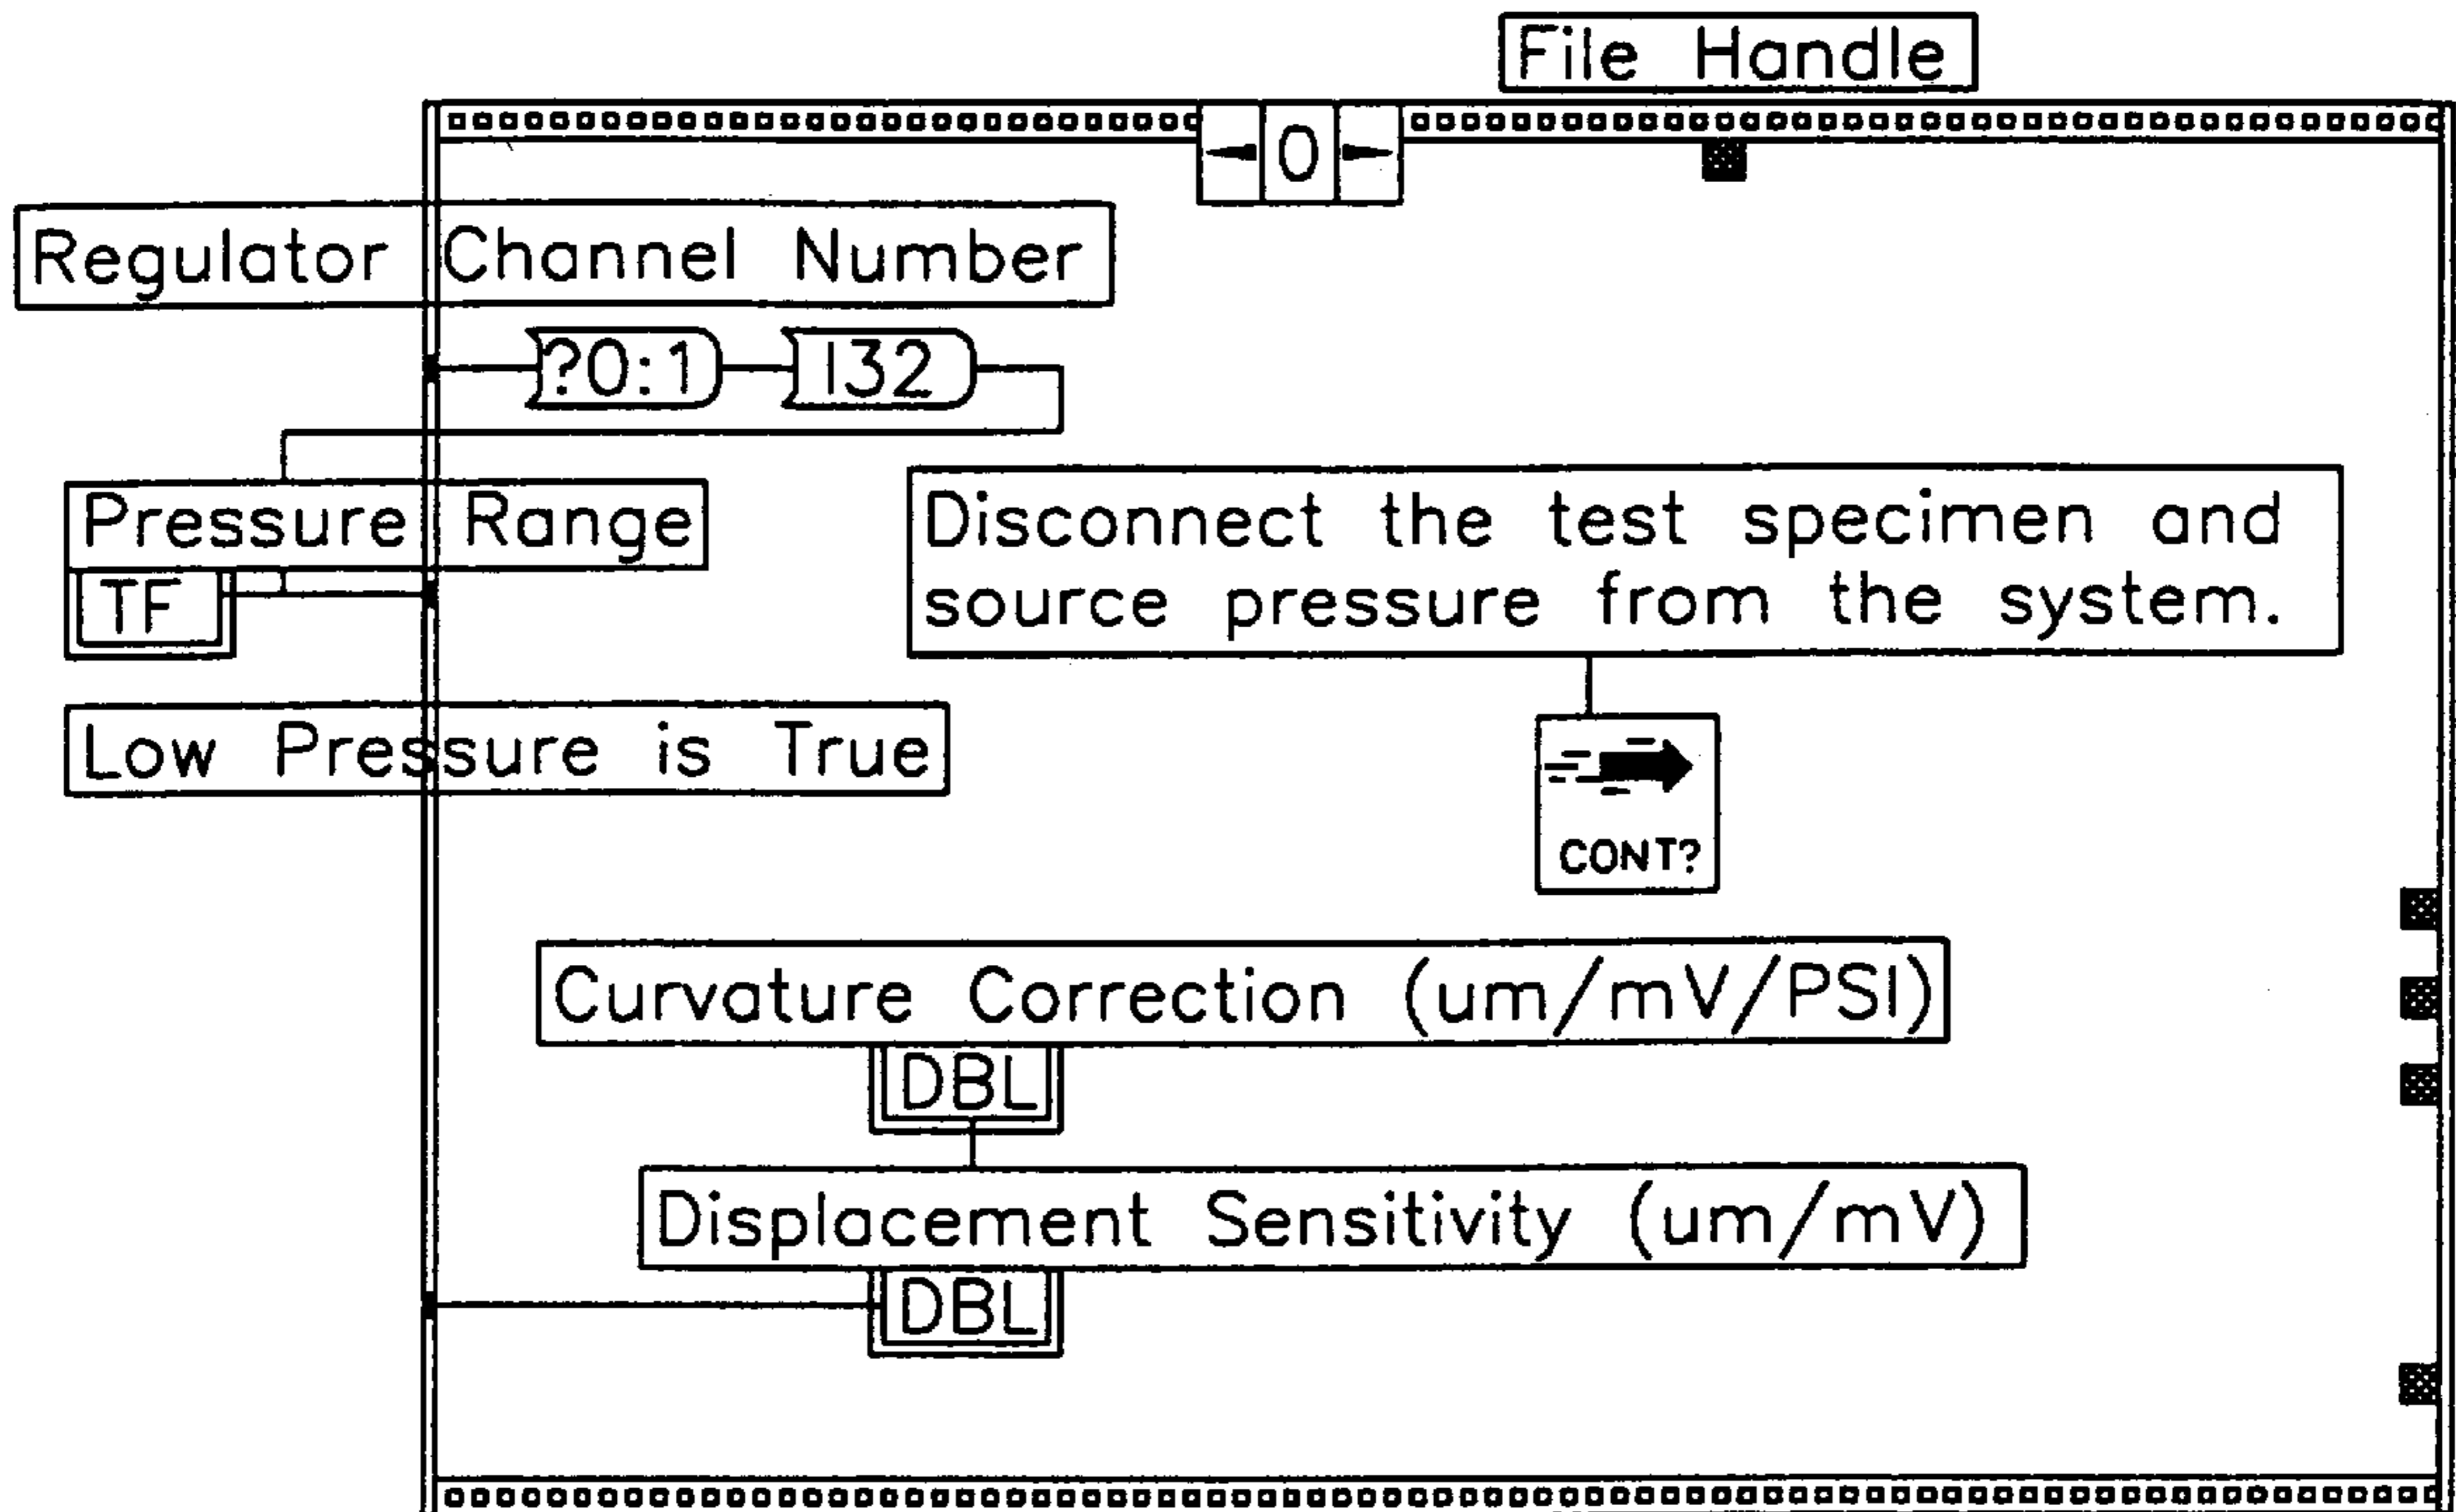 File Handle
0
Regulator Channel Number
?0:1 I32
Pressure Range
TF
Disconnect the test specimen and
source pressure from the system.
Low Pressure is True
CONT?
Curvature Correction (um/mV/PSI)
DBL
Displacement Sensitivity (um/mV)
DBL